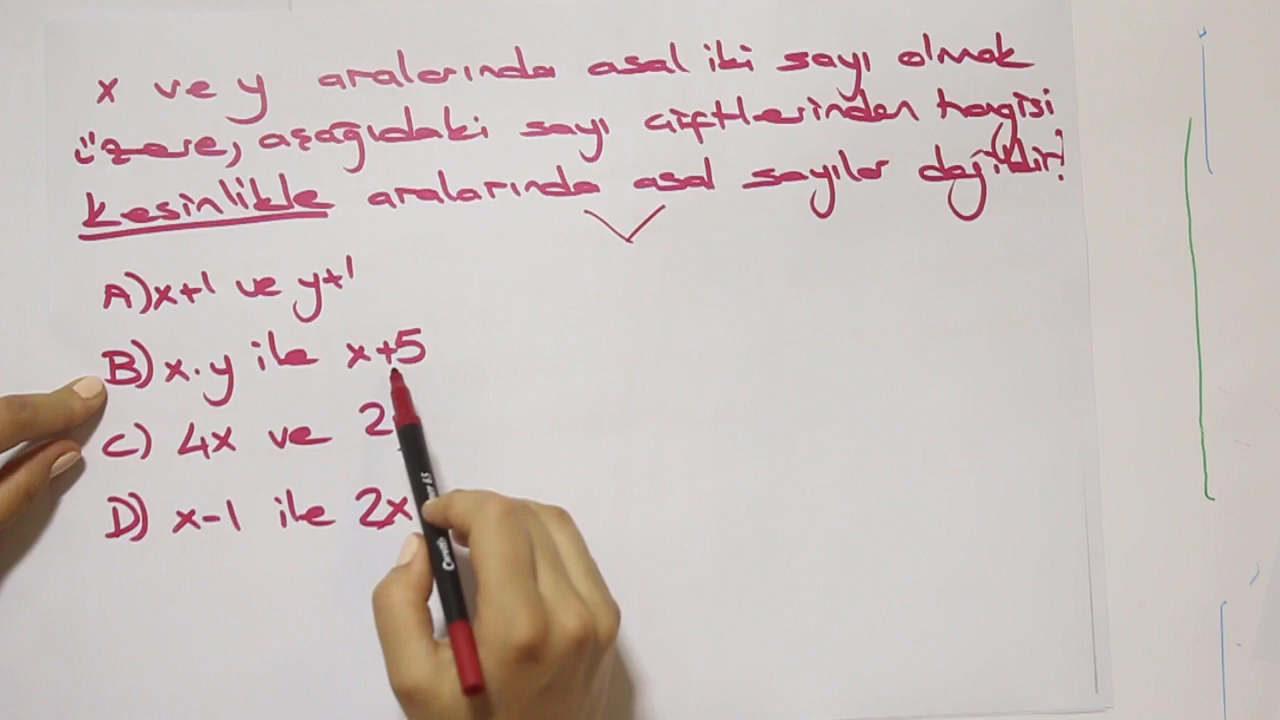 x ve y aralarında asal iki sayı olmak
üzere, aşağıdaki sayı çiftlerinden hangisi
kesinlikle aralarında asal sayılar değildir?
A) x+1 ve y+1
B) x.y ile x+5
C) 4x ve 2
D) x-1 ile 2x